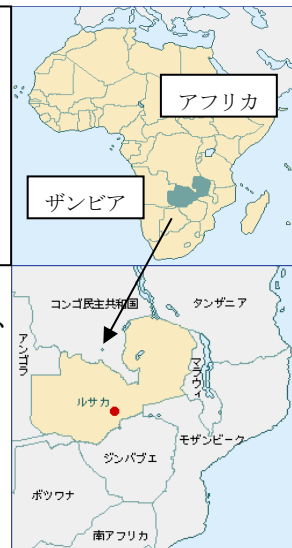 アフリカ
ザンビア
コンゴ民主共和国
タンザニア
アンゴラ
マラウィ
ルサカ
モザンビーク
ジンバブエ
ボツワナ
南アフリカ